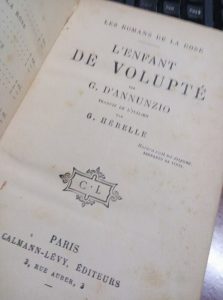 LES ROMANS DE LA ROSE
L'ENFANT
DE VOLUPTÉ
PAR
G. D'ANNUNZIO
TRADUIT DE L'ITALIEN
PAR
G. HÉRELLE
C·L
PARIS
CALMANN-LÉVY, ÉDITEURS
3, RUE AUBER, 3